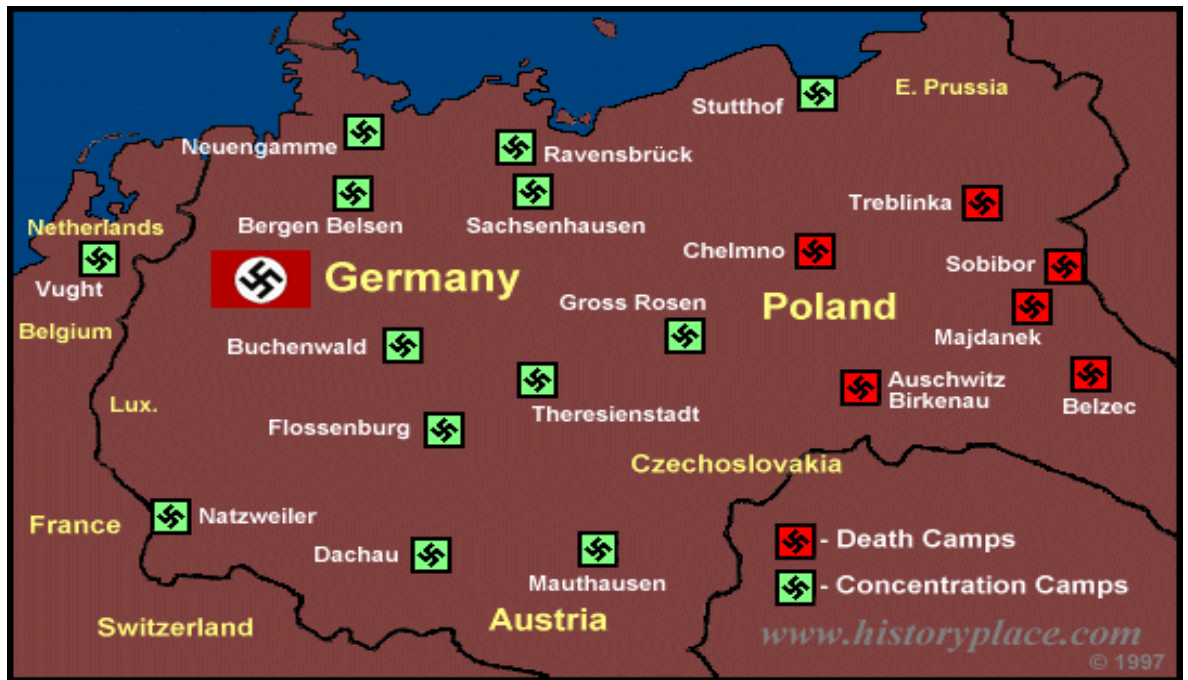 Stutthof
E. Prussia
Neuengamme
Ravensbrück
Bergen Belsen
Sachsenhausen
Treblinka
Netherlands
Vught
Germany
Chelmno
Sobibor
Belgium
Gross Rosen
Poland
Majdanek
Buchenwald
Auschwitz
Birkenau
Belzec
Lux.
Theresienstadt
Flossenburg
Czechoslovakia
France
Natzweiler
Dachau
Mauthausen
Switzerland
Austria
- Death Camps
- Concentration Camps
www.historyplace.com
© 1997